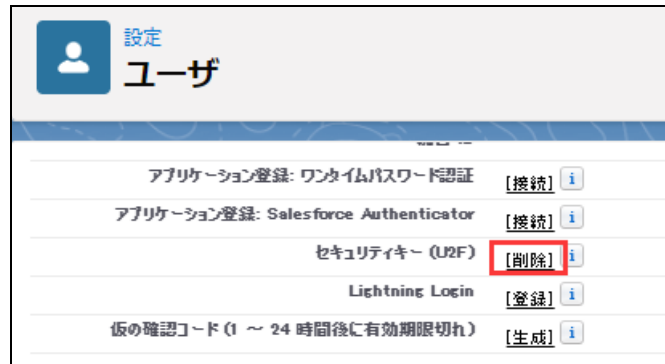 設定
ユーザ
アプリケーション登録: ワンタイムパスワード認証 [接続] i
アプリケーション登録: Salesforce Authenticator [接続] i
セキュリティキー (U2F) [削除] i
Lightning Login [登録] i
仮の確認コード (1 ～ 24 時間後に有効期限切れ) [生成] i